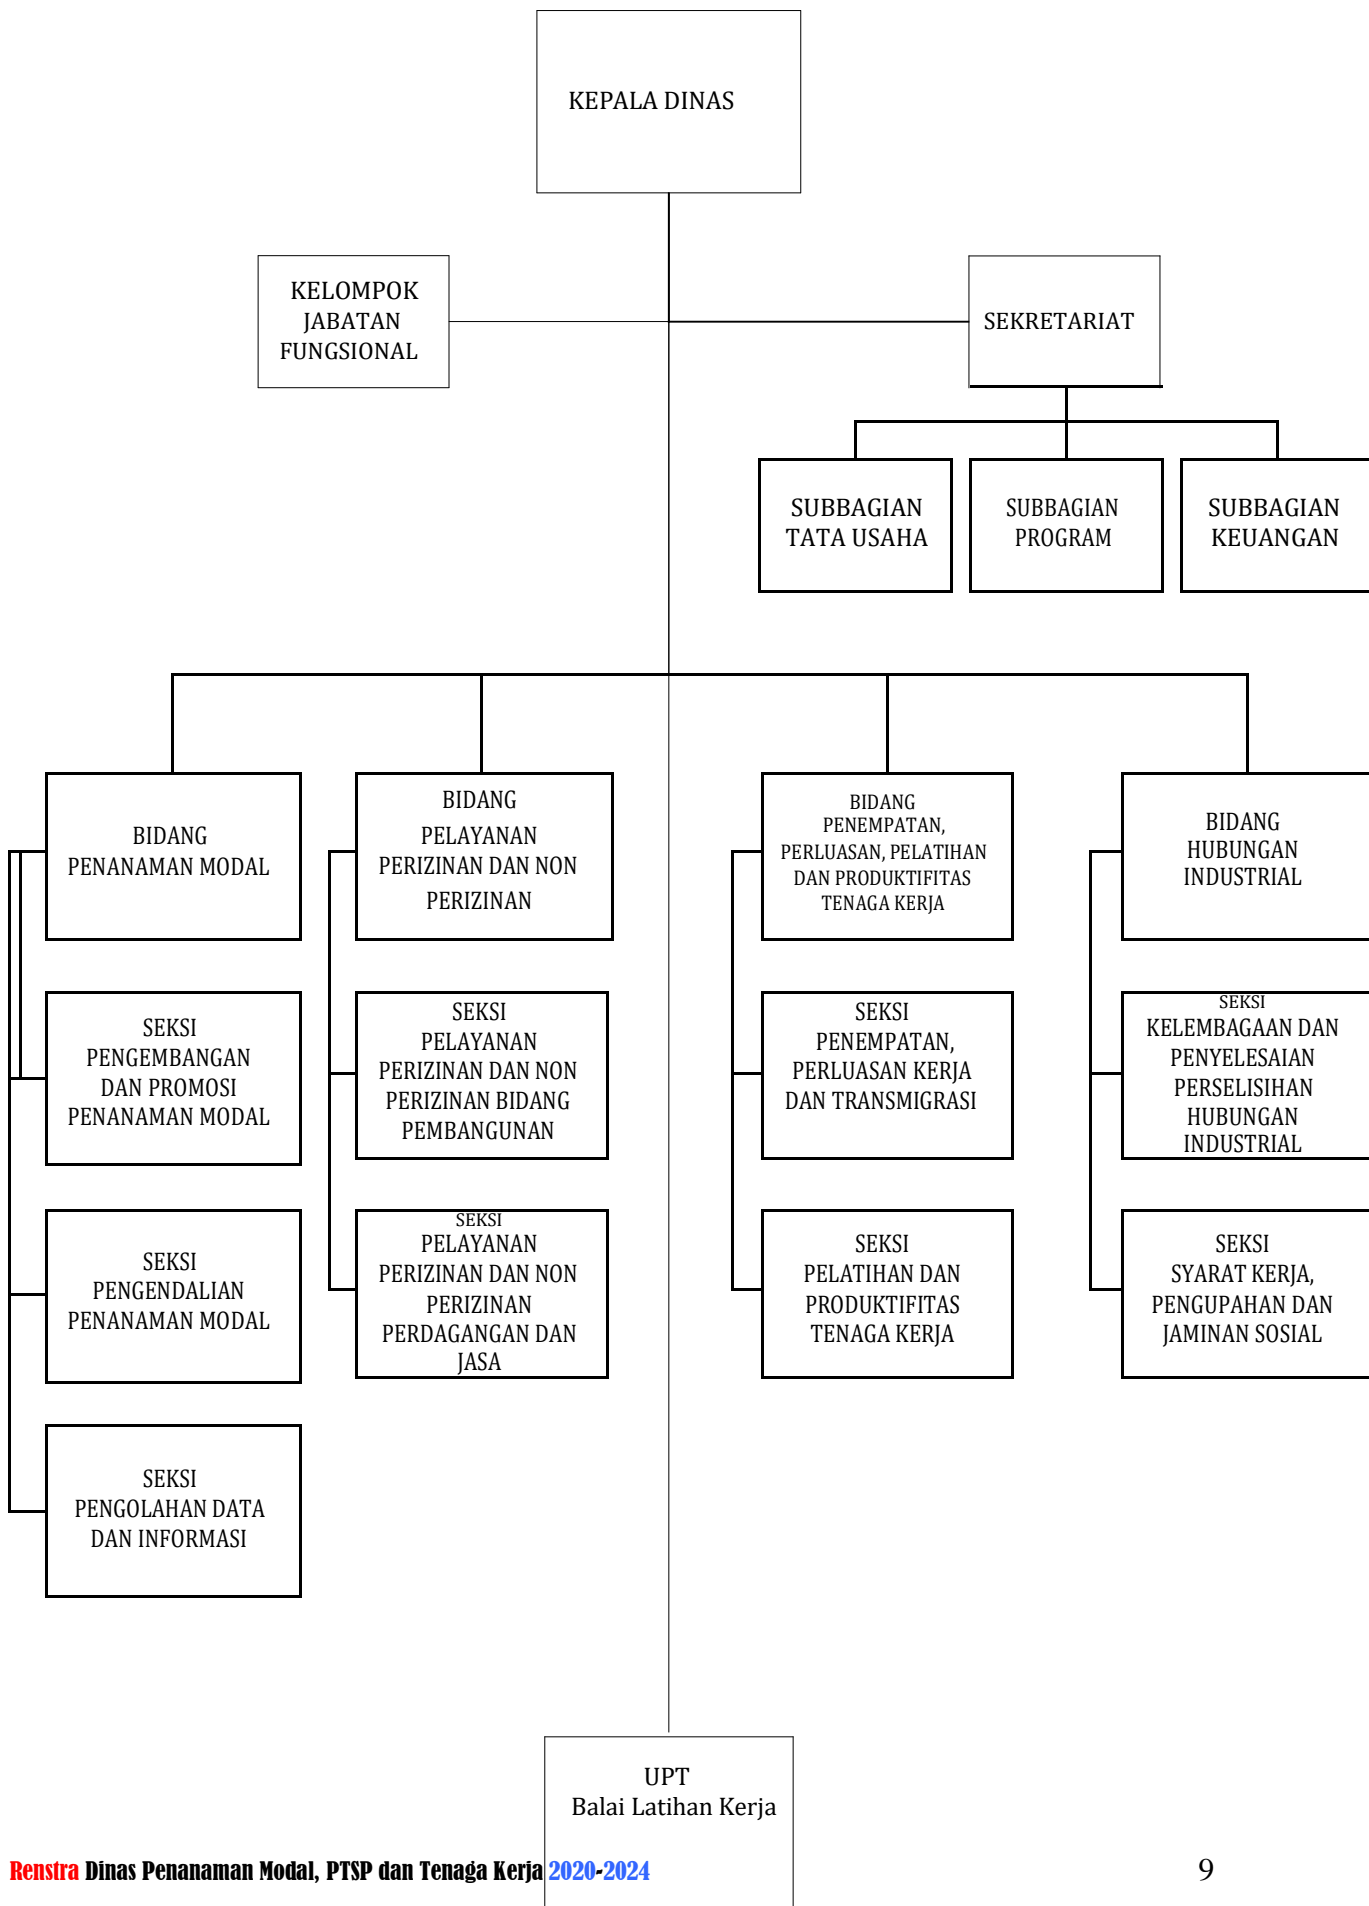 KEPALA DINAS
KELOMPOK
JABATAN
FUNGSIONAL
SEKRETARIAT
SUBBAGIAN
TATA USAHA
SUBBAGIAN
PROGRAM
SUBBAGIAN
KEUANGAN
BIDANG
PENANAMAN MODAL
BIDANG
PELAYANAN
PERIZINAN DAN NON
PERIZINAN
BIDANG
PENEMPATAN,
PERLUASAN, PELATIHAN
DAN PRODUKTIFITAS
TENAGA KERJA
BIDANG
HUBUNGAN
INDUSTRIAL
SEKSI
PENGEMBANGAN
DAN PROMOSI
PENANAMAN MODAL
SEKSI
PELAYANAN
PERIZINAN DAN NON
PERIZINAN BIDANG
PEMBANGUNAN
SEKSI
PENEMPATAN,
PERLUASAN KERJA
DAN TRANSMIGRASI
SEKSI
KELEMBAGAAN DAN
PENYELESAIAN
PERSELISIHAN
HUBUNGAN
INDUSTRIAL
SEKSI
PENGENDALIAN
PENANAMAN MODAL
SEKSI
PELAYANAN
PERIZINAN DAN NON
PERIZINAN
PERDAGANGAN DAN
JASA
SEKSI
PELATIHAN DAN
PRODUKTIFITAS
TENAGA KERJA
SEKSI
SYARAT KERJA,
PENGUPAHAN DAN
JAMINAN SOSIAL
SEKSI
PENGOLAHAN DATA
DAN INFORMASI
UPT
Balai Latihan Kerja
Renstra Dinas Penanaman Modal, PTSP dan Tenaga Kerja 2020-2024
9